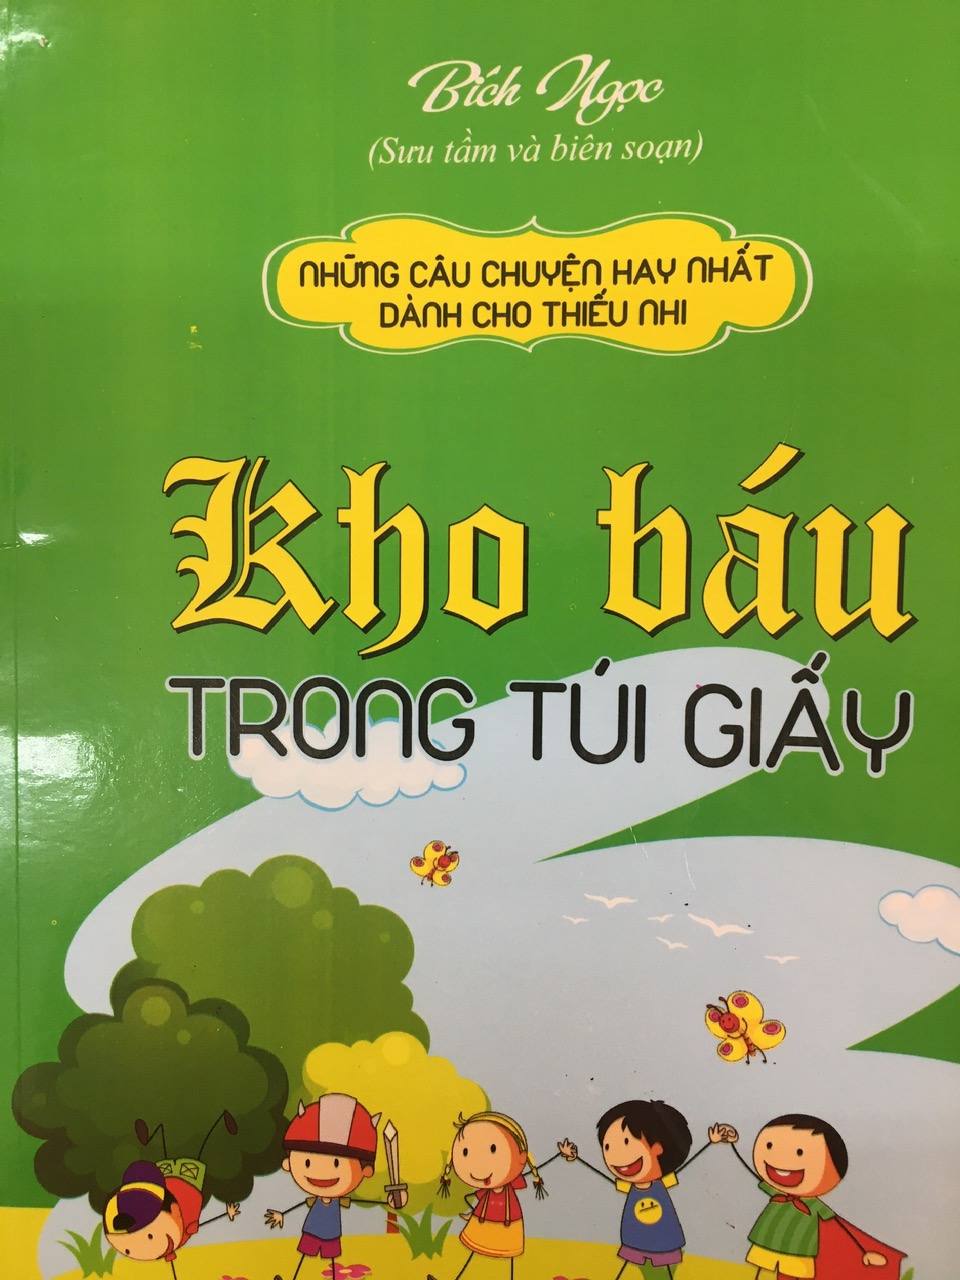 Bích Ngọc
(Sưu tầm và biên soạn)
NHỮNG CÂU CHUYỆN HAY NHẤT
DÀNH CHO THIẾU NHI
Kho báu
TRONG TÚI GIẤY